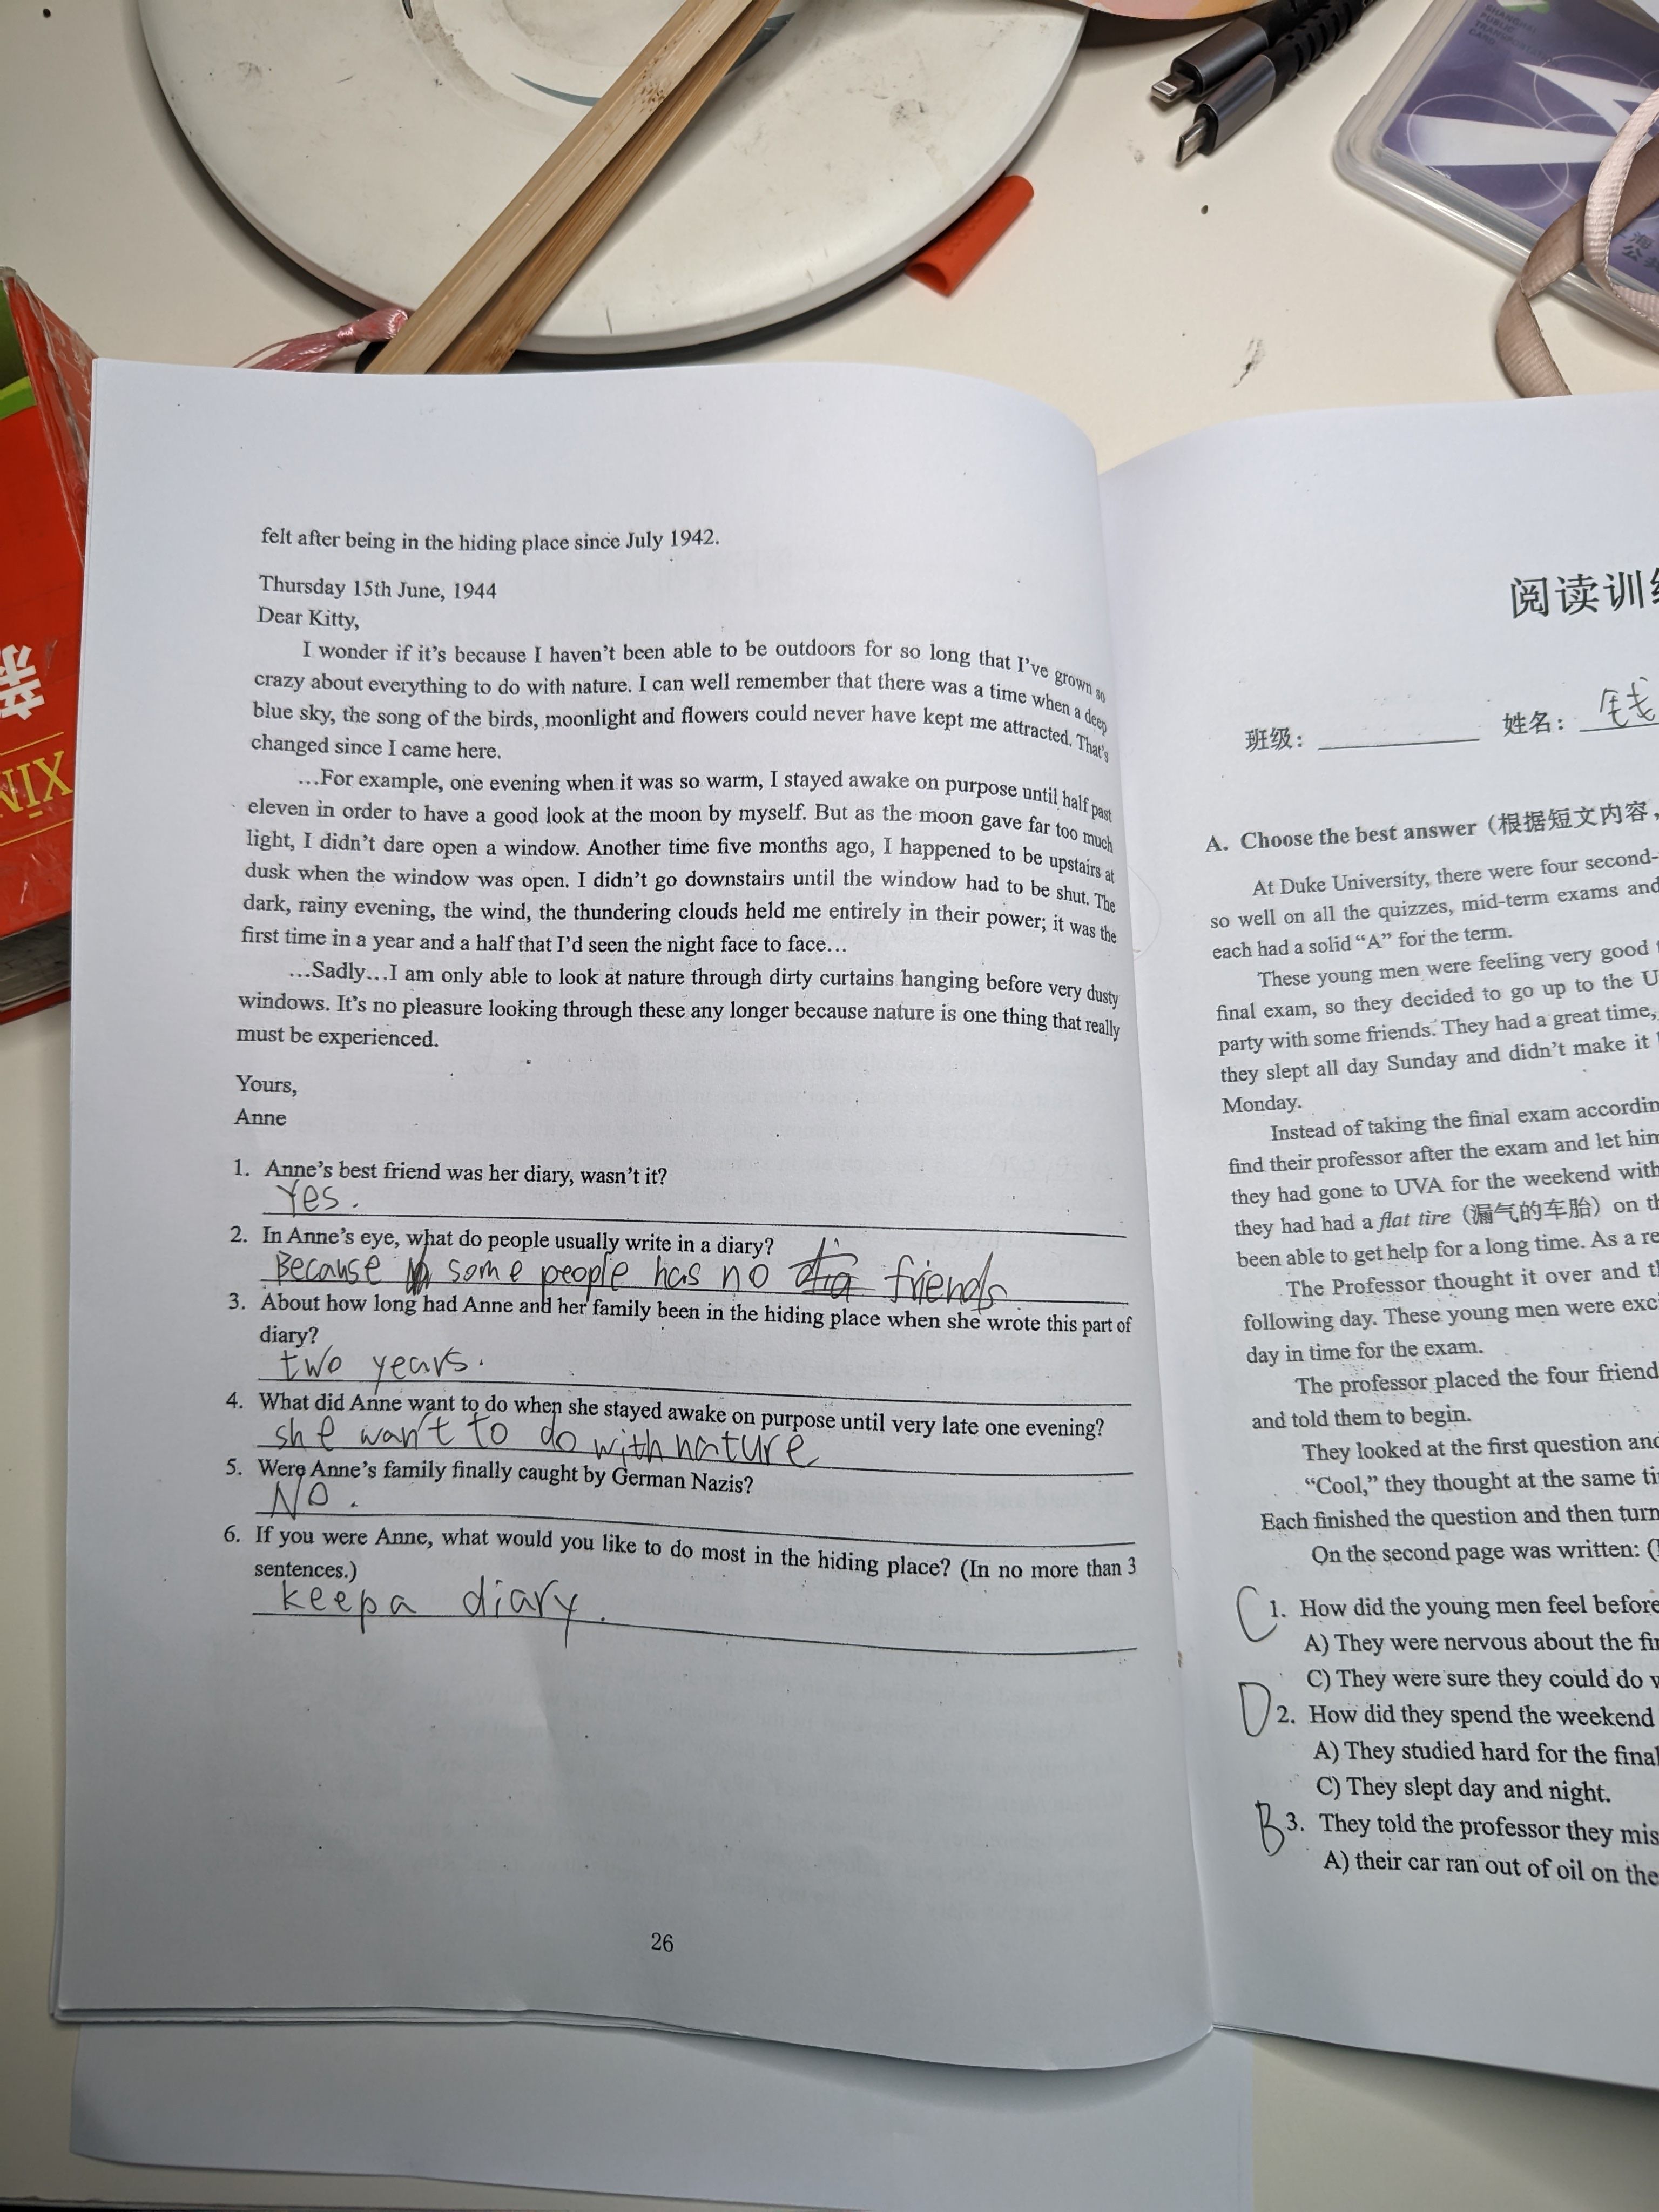 SHANGHAI
PUBLIC
TRANSPORTATION
CARD
XIN
felt after being in the hiding place since July 1942.
Thursday 15th June, 1944
Dear Kitty,
I wonder if it's because I haven't been able to be outdoors for so long that I've grown so
crazy about everything to do with nature. I can well remember that there was a time when a deep
blue sky, the song of the birds, moonlight and flowers could never have kept me attracted. That's
changed since I came here.
…For example, one evening when it was so warm, I stayed awake on purpose until half past
eleven in order to have a good look at the moon by myself. But as the moon gave far too much
light, I didn't dare open a window. Another time five months ago, I happened to be upstairs at
dusk when the window was open. I didn't go downstairs until the window had to be shut. The
dark, rainy evening, the wind, the thundering clouds held me entirely in their power; it was the
first time in a year and a half that I'd seen the night face to face…
…Sadly…I am only able to look at nature through dirty curtains hanging before very dusty
windows. It's no pleasure looking through these any longer because nature is one thing that really
must be experienced.
Yours,
Anne
1. Anne's best friend was her diary, wasn't it?
Yes.
2. In Anne's eye, what do people usually write in a diary?
Because some people has no friends
3. About how long had Anne and her family been in the hiding place when she wrote this part of
diary?
two years.
4. What did Anne want to do when she stayed awake on purpose until very late one evening?
she want to do with nature
5. Were Anne's family finally caught by German Nazis?
No.
6. If you were Anne, what would you like to do most in the hiding place? (In no more than 3
sentences.)
keep a diary.
26
阅读训
班级： 姓名：钱
A. Choose the best answer（根据短文内容，
At Duke University, there were four second-
so well on all the quizzes, mid-term exams and
each had a solid "A" for the term.
These young men were feeling very good
final exam, so they decided to go up to the U
party with some friends. They had a great time,
they slept all day Sunday and didn't make it
Monday.
Instead of taking the final exam accordin
find their professor after the exam and let him
they had gone to UVA for the weekend with
they had had a flat tire（漏气的车胎）on th
been able to get help for a long time. As a re
The Professor thought it over and t
following day. These young men were exc
day in time for the exam.
The professor placed the four friend
and told them to begin.
They looked at the first question and
"Cool," they thought at the same ti
Each finished the question and then turn
On the second page was written: (
C 1. How did the young men feel before
A) They were nervous about the fi
C) They were sure they could do w
D 2. How did they spend the weekend
A) They studied hard for the final
C) They slept day and night.
B 3. They told the professor they mis
A) their car ran out of oil on the